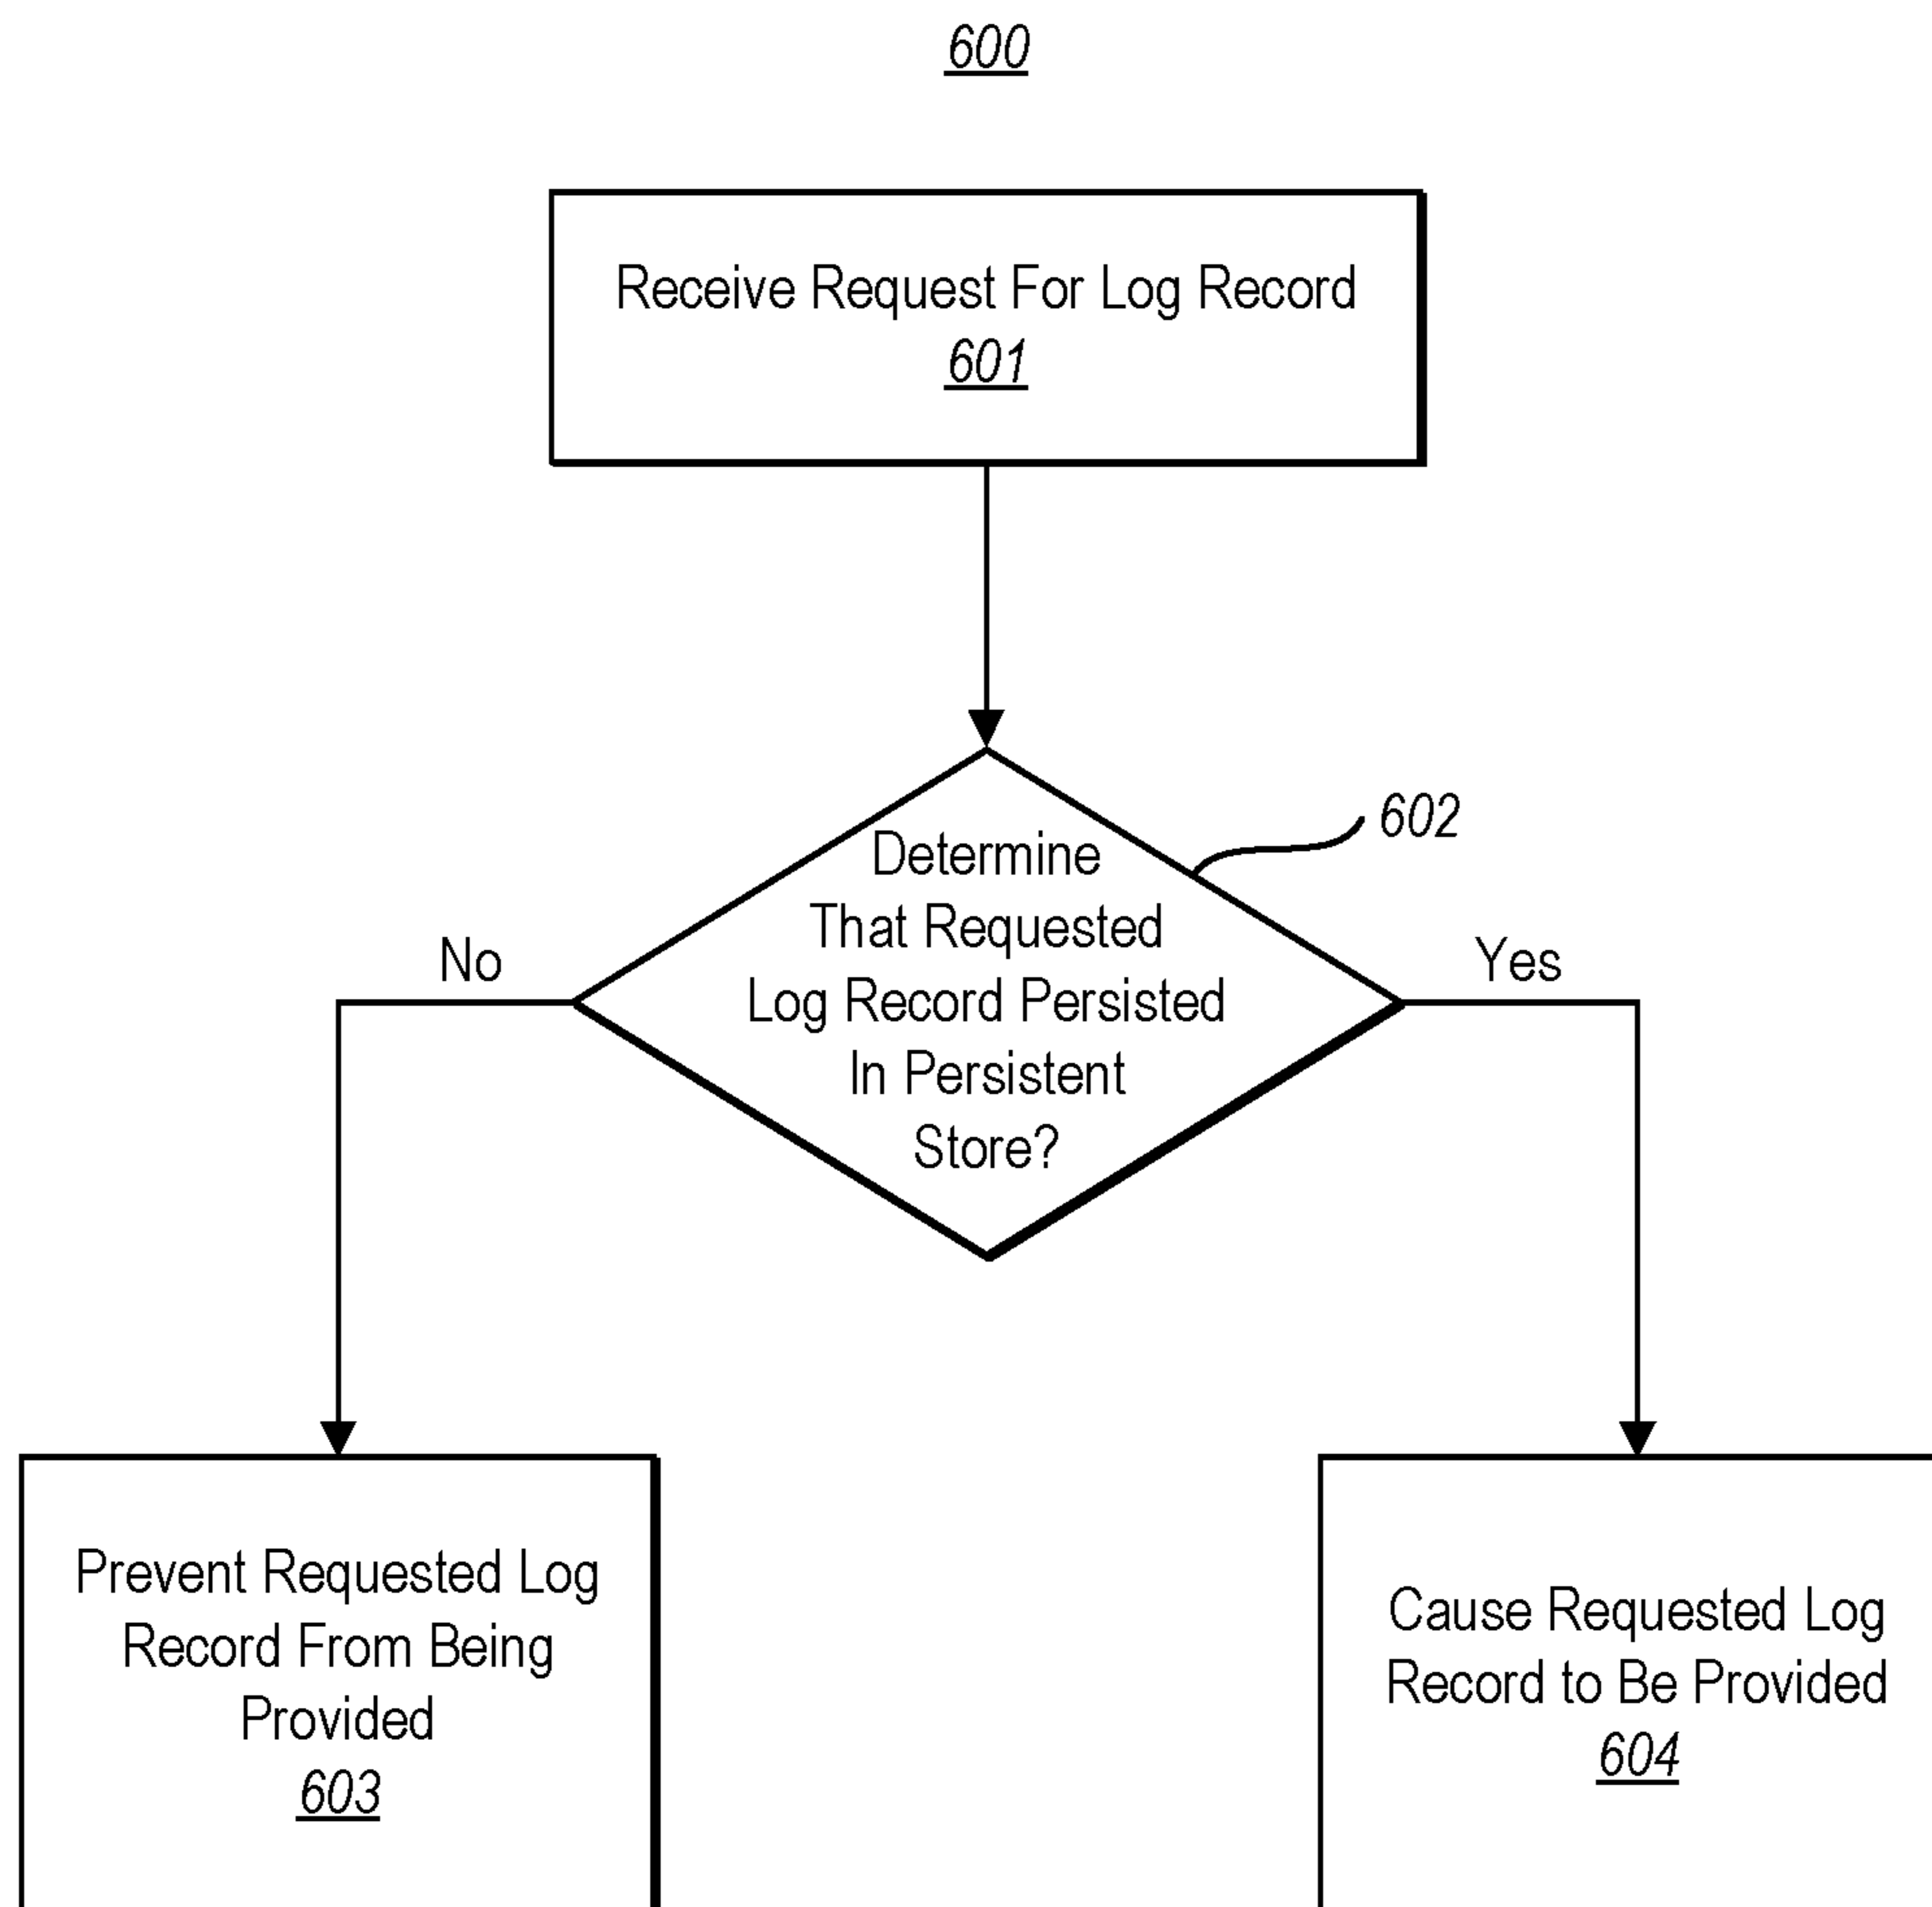 600
Receive Request For Log Record
601
602
Determine
That Requested
Log Record Persisted
In Persistent
Store?
No
Yes
Prevent Requested Log
Record From Being
Provided
603
Cause Requested Log
Record to Be Provided
604